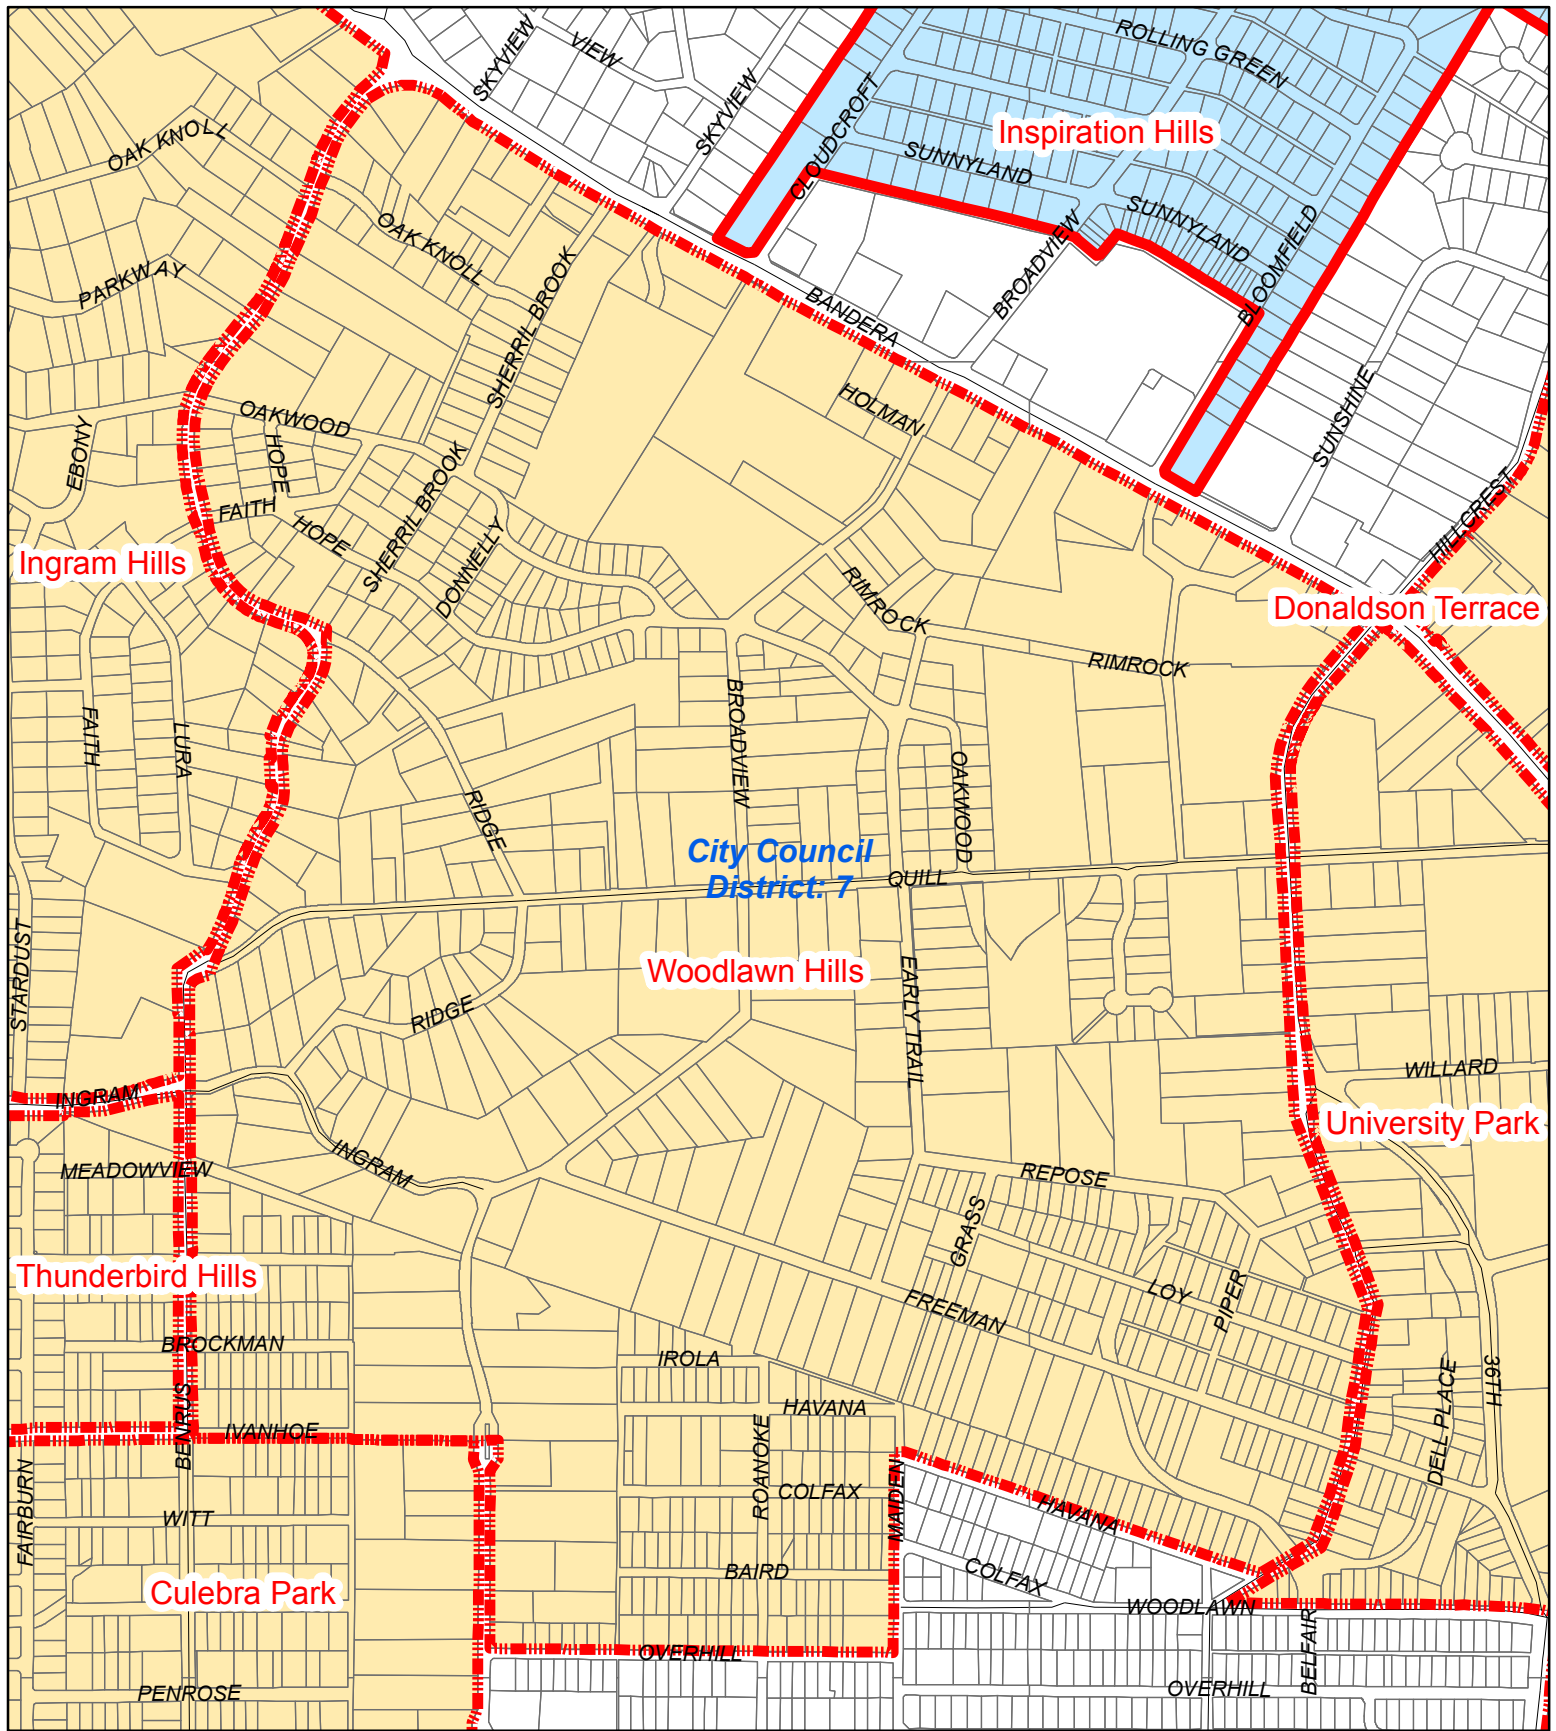 SKYVIEW
VIEW
ROLLING GREEN
SKYVIEW
CLOUDCROFT
Inspiration Hills
OAK KNOLL
SUNNYLAND
SUNNYLAND
OAK KNOLL
BROADVIEW
BLOOMFIELD
PARKWAY
SHERRIL BROOK
BANDERA
HOLMAN
SUNSHINE
OAKWOOD
EBONY
HOPE
FAITH
HOPE
SHERRIL BROOK
DONNELLY
HILLCREST
Ingram Hills
RIMROCK
Donaldson Terrace
RIMROCK
FAITH
LURA
BROADVIEW
OAKWOOD
RIDGE
City Council
District: 7
QUILL
STARDUST
Woodlawn Hills
RIDGE
EARLY TRAIL
WILLARD
INGRAM
University Park
INGRAM
MEADOWVIEW
REPOSE
GRASS
Thunderbird Hills
LOY
PIPER
FREEMAN
BROCKMAN
IROLA
36TH
DELL PLACE
BENRUS
HAVANA
IVANHOE
ROANOKE
FAIRBURN
COLFAX
MAIDEN
HAVANA
WITT
BAIRD
COLFAX
Culebra Park
WOODLAWN
BELFAIR
OVERHILL
PENROSE
OVERHILL